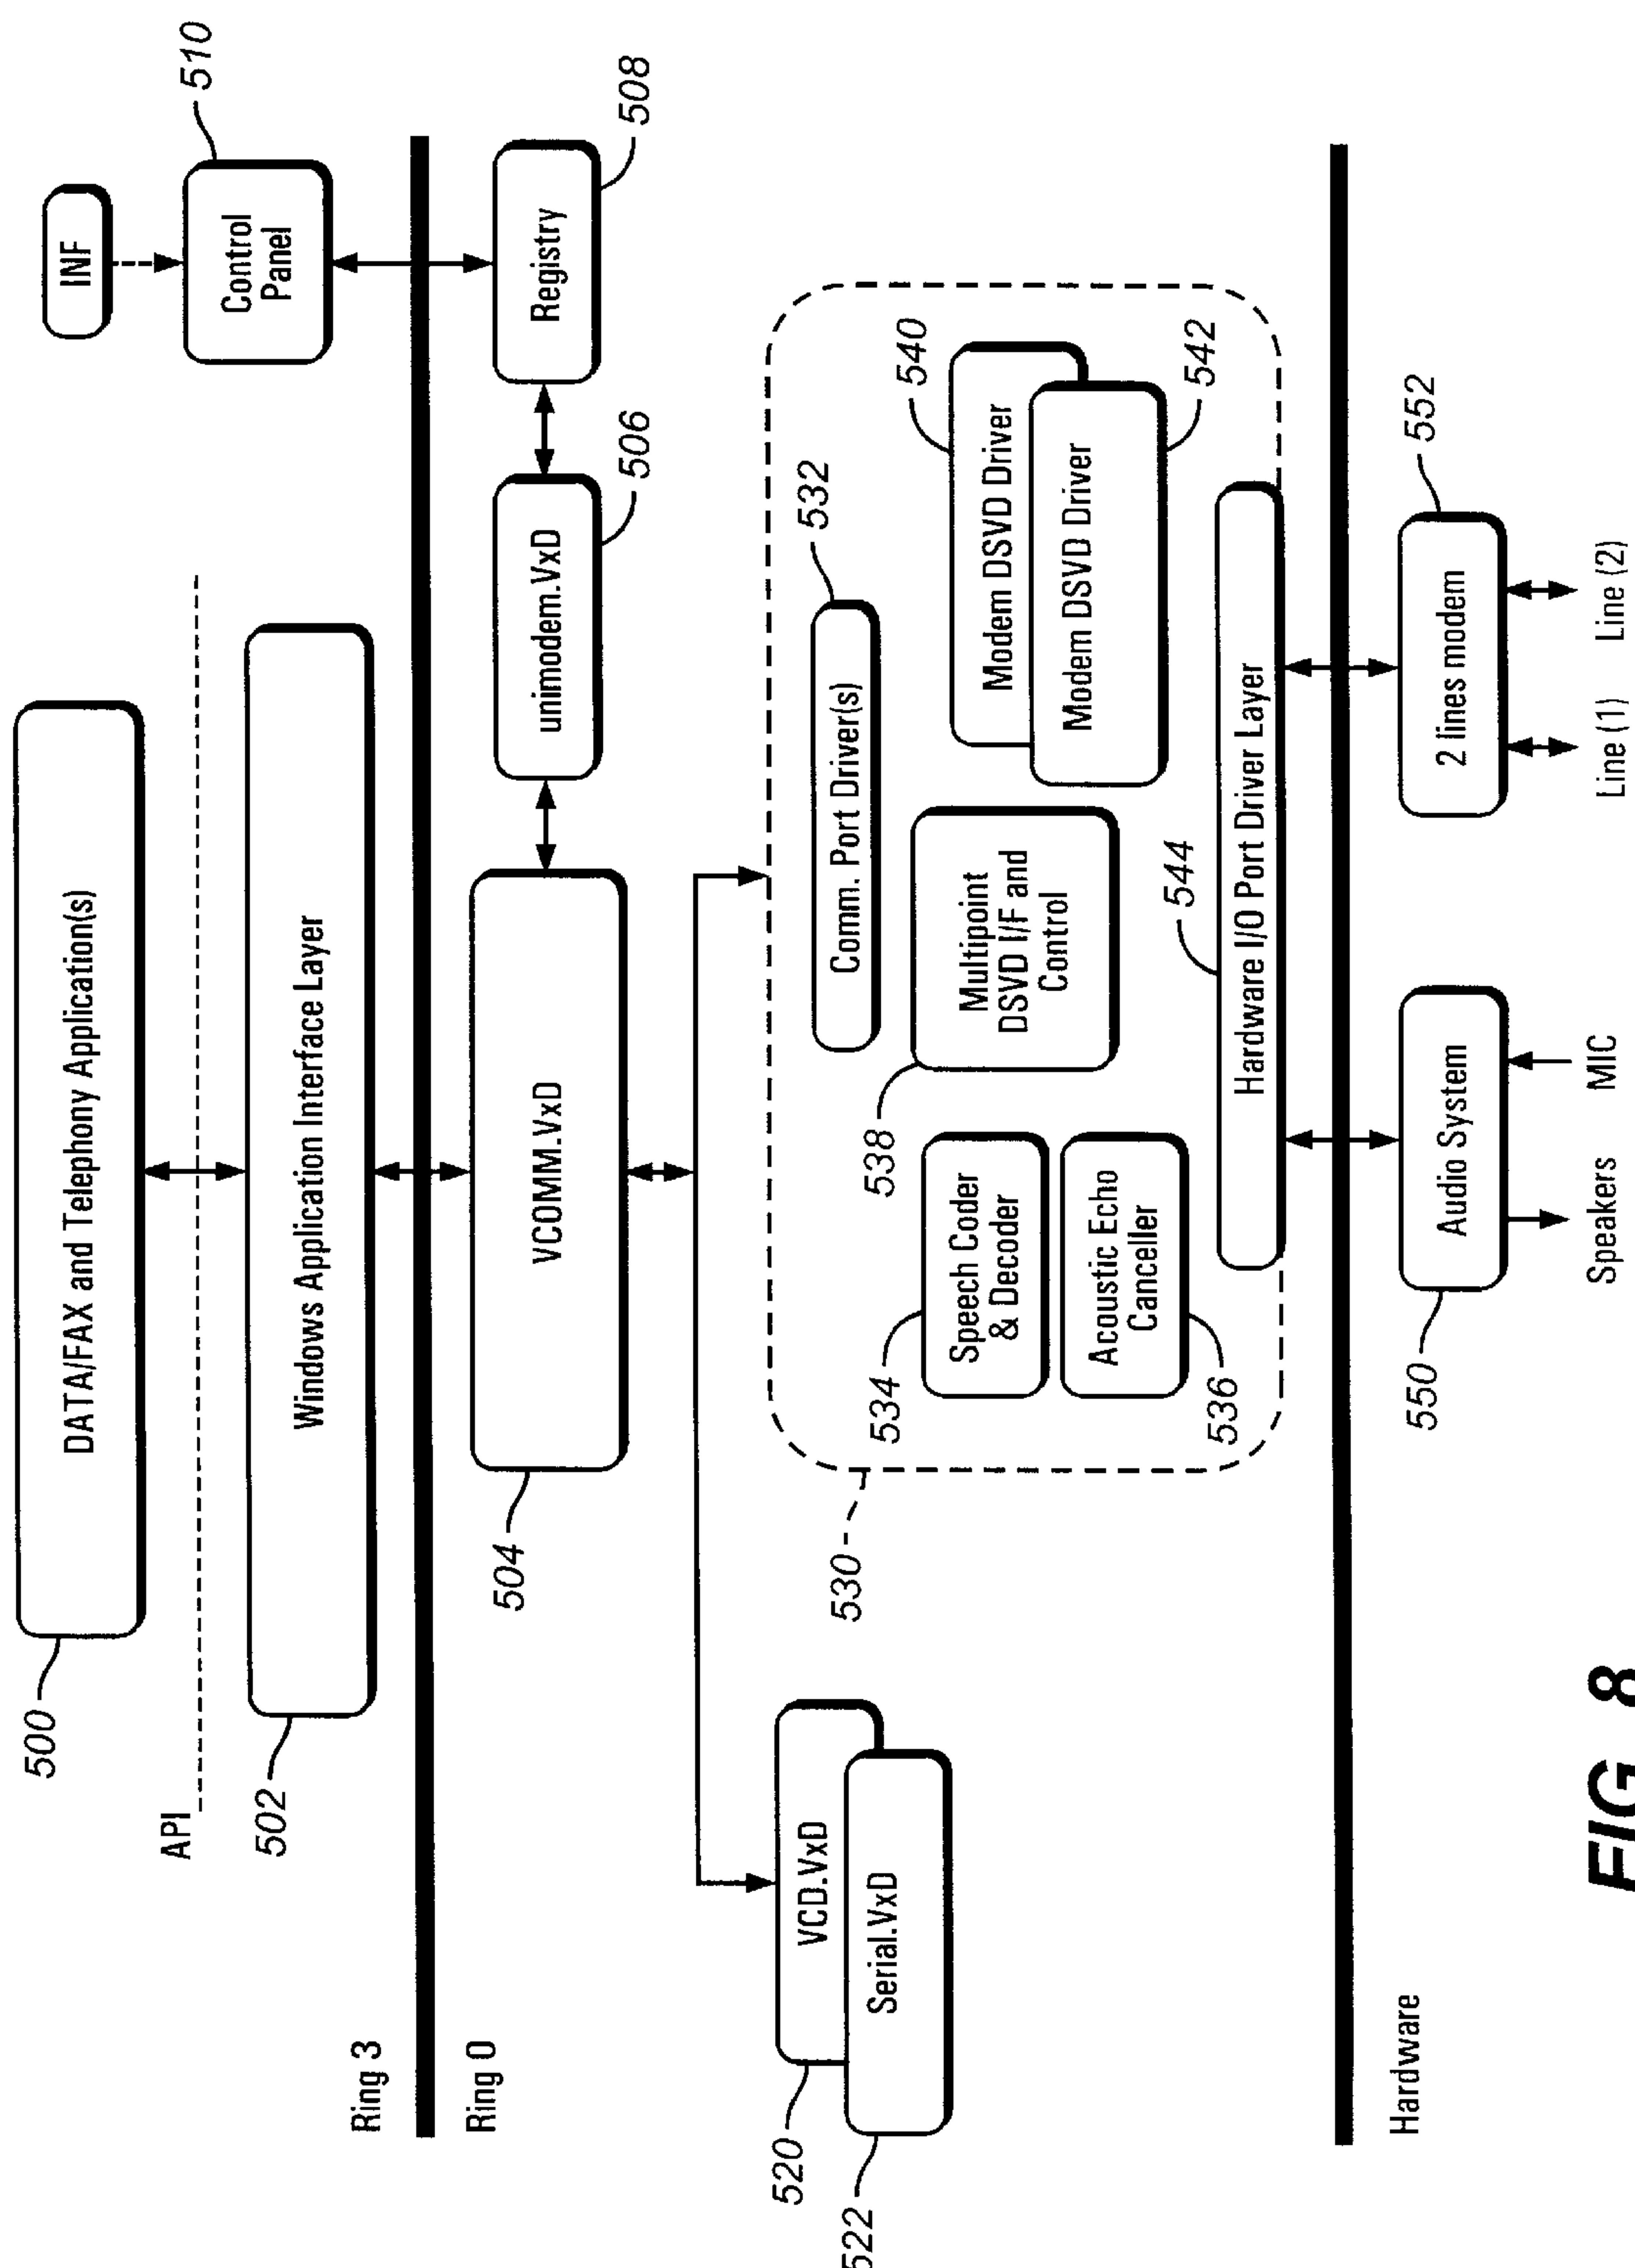 500
DATA/FAX and Telephony Application(s)
INF
API
510
Control
Panel
502
Windows Application Interface Layer
Ring 3
Ring 0
504
VCOMM.VxD
unimodem.VxD
506
Registry
508
520
VCD.VxD
522
Serial.VxD
530
532
Comm. Port Driver(s)
534
Speech Coder
& Decoder
536
Acoustic Echo
Canceller
538
Multipoint
DSVD I/F and
Control
540
Modem DSVD Driver
Modem DSVD Driver
542
544
Hardware I/O Port Driver Layer
Hardware
550
Audio System
2 lines modem
552
Speakers
MIC
Line (1)
Line (2)
FIG. 8